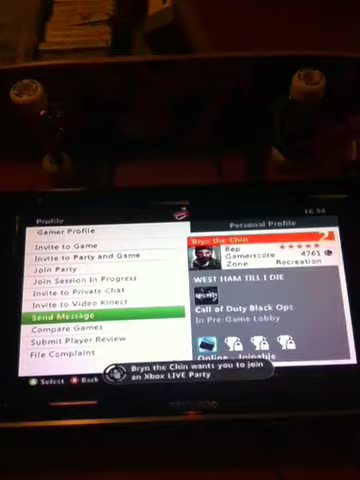 16:34
Profile
Gamer Profile
Invite to Game
Invite to Party and Game
Join Party
Join Session In Progress
Invite to Private Chat
Invite to Video Kinect
Send Message
Compare Games
Submit Player Review
File Complaint
A Select
B Back
Personal Profile
Bryn the Chin
2
Rep
Gamerscore 4761 G
Zone Recreation
WEST HAM TILL I DIE
Call of Duty Black Ops
In Pre Game Lobby
Online - Joinable
Bryn the Chin wants you to join
an Xbox LIVE Party